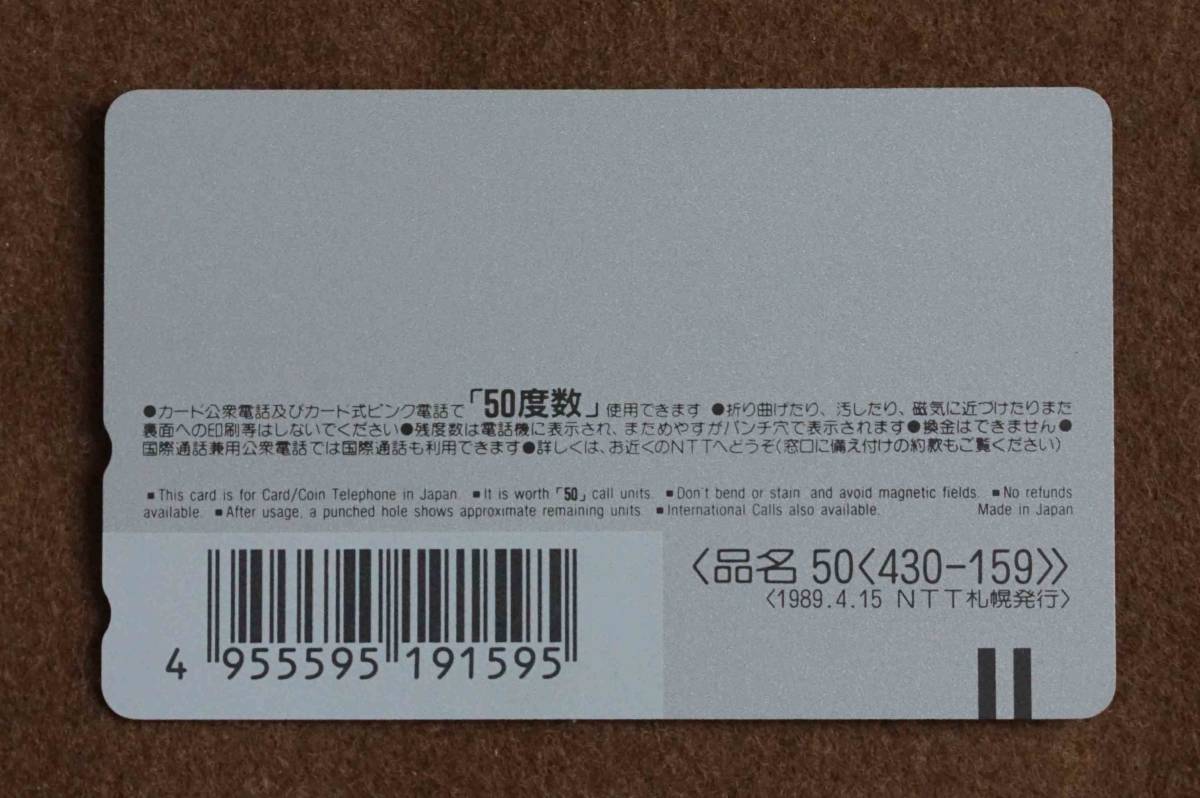 ●カード公衆電話及びカード式ピンク電話で「50度数」使用できます ●折り曲げたり、汚したり、磁気に近づけたりまた
裏面への印刷等はしないでください●残度数は電話機に表示され、まためやすがパンチ穴で表示されます●換金はできません●
国際通話兼用公衆電話では国際通話も利用できます●詳しくは、お近くのNTTへどうぞ(窓口に備え付けの約款もご覧ください)
■This card is for Card/Coin Telephone in Japan. ■It is worth「50」call units. ■Don't bend or stain and avoid magnetic fields. ■No refunds
available. ■After usage, a punched hole shows approximate remaining units. ■International Calls also available. Made in Japan
〈品名 50〈430-159〉〉
〈1989.4.15 NTT札幌発行〉
4 955595 191595